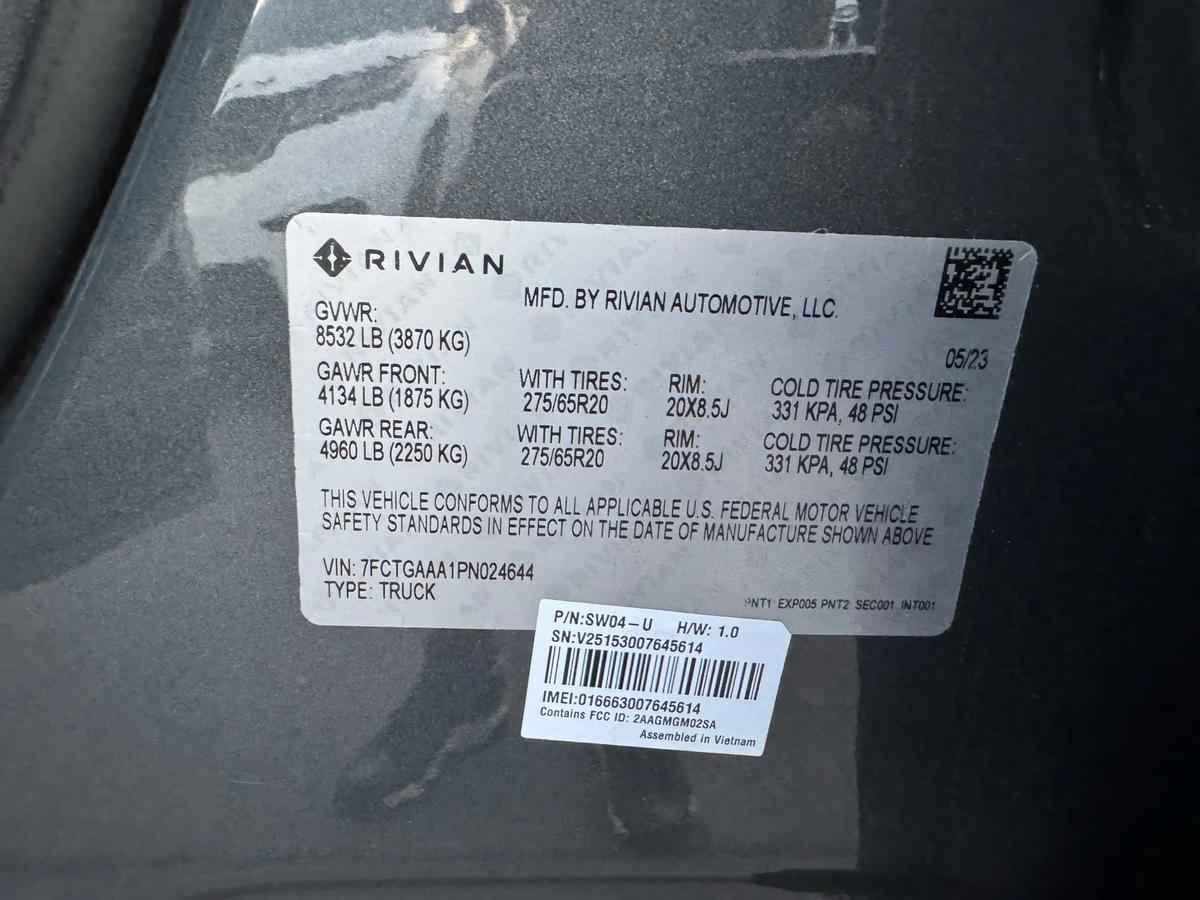 RIVIAN
MFD. BY RIVIAN AUTOMOTIVE, LLC.
GVWR:
8532 LB (3870 KG)
05/23
GAWR FRONT: WITH TIRES: RIM: COLD TIRE PRESSURE:
4134 LB (1875 KG) 275/65R20 20X8.5J 331 KPA, 48 PSI
GAWR REAR: WITH TIRES: RIM: COLD TIRE PRESSURE:
4960 LB (2250 KG) 275/65R20 20X8.5J 331 KPA, 48 PSI
THIS VEHICLE CONFORMS TO ALL APPLICABLE U.S. FEDERAL MOTOR VEHICLE
SAFETY STANDARDS IN EFFECT ON THE DATE OF MANUFACTURE SHOWN ABOVE
VIN: 7FCTGAAA1PN024644
TYPE: TRUCK
PNT1 EXP005 PNT2 SEC001 INT001
P/N:SW04-U H/W: 1.0
SN:V25153007645614
IMEI:016663007645614
Contains FCC ID: 2AAGMGM02SA
Assembled in Vietnam